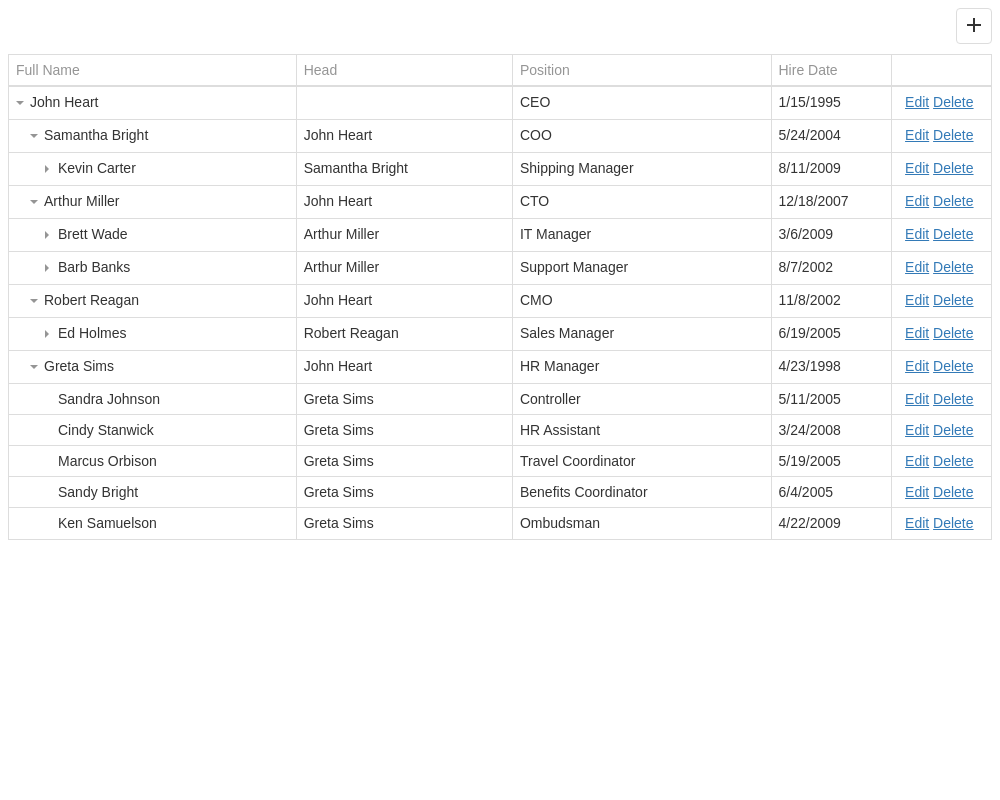 Full Name Head Position Hire Date
John Heart CEO 1/15/1995 Edit Delete
Samantha Bright John Heart COO 5/24/2004 Edit Delete
Kevin Carter Samantha Bright Shipping Manager 8/11/2009 Edit Delete
Arthur Miller John Heart CTO 12/18/2007 Edit Delete
Brett Wade Arthur Miller IT Manager 3/6/2009 Edit Delete
Barb Banks Arthur Miller Support Manager 8/7/2002 Edit Delete
Robert Reagan John Heart CMO 11/8/2002 Edit Delete
Ed Holmes Robert Reagan Sales Manager 6/19/2005 Edit Delete
Greta Sims John Heart HR Manager 4/23/1998 Edit Delete
Sandra Johnson Greta Sims Controller 5/11/2005 Edit Delete
Cindy Stanwick Greta Sims HR Assistant 3/24/2008 Edit Delete
Marcus Orbison Greta Sims Travel Coordinator 5/19/2005 Edit Delete
Sandy Bright Greta Sims Benefits Coordinator 6/4/2005 Edit Delete
Ken Samuelson Greta Sims Ombudsman 4/22/2009 Edit Delete